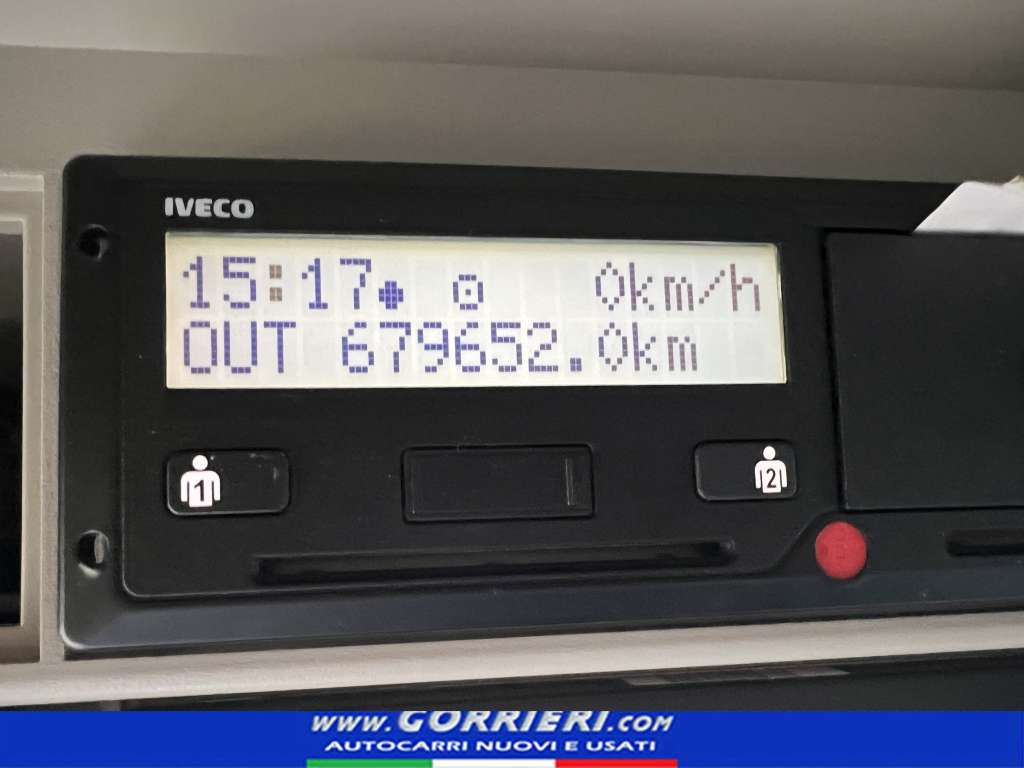 IVECO
15:17 0km/h
OUT 679652.0km
1
2
www.GORRIERI.com
AUTOCARRI NUOVI E USATI